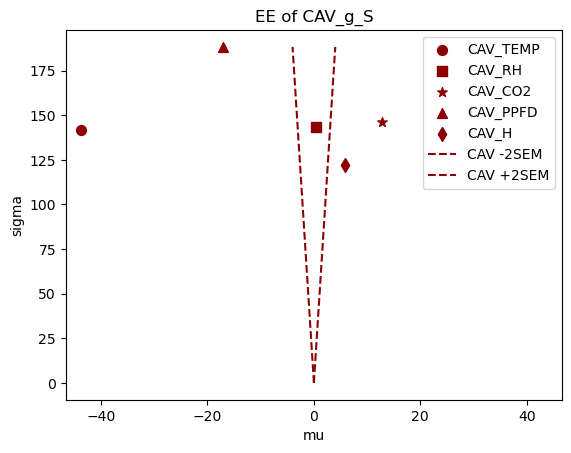 EE of CAV_g_S
CAV_TEMP
CAV_RH
CAV_CO2
CAV_PPFD
CAV_H
CAV -2SEM
CAV +2SEM
sigma
175
150
125
100
75
50
25
0
−40
−20
0
20
40
mu